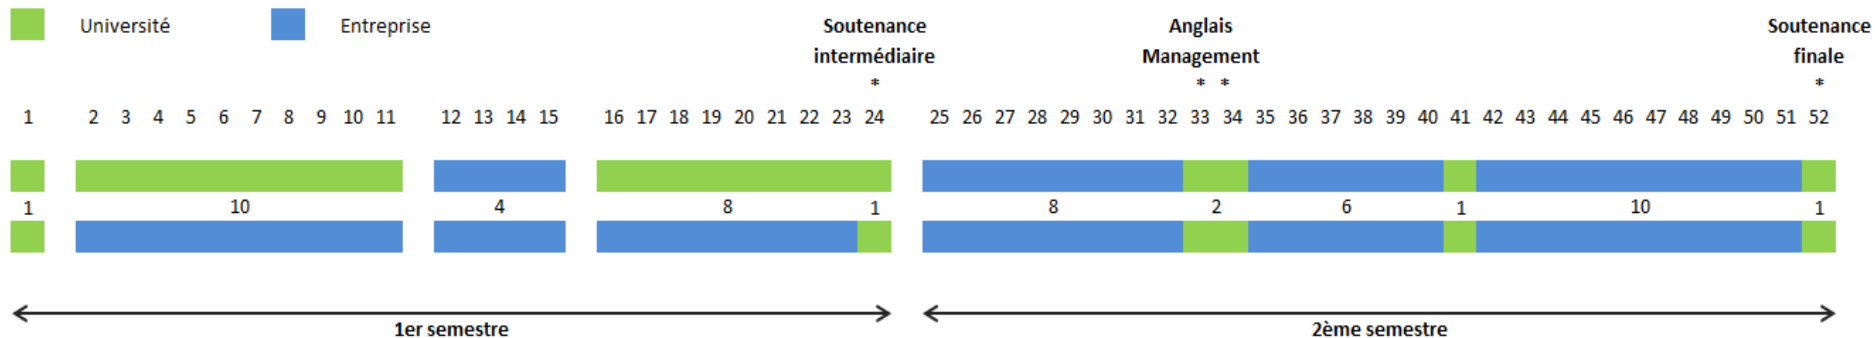 Université Entreprise
Soutenance intermédiaire
*
Anglais Management
* *
Soutenance finale
*
1 2 3 4 5 6 7 8 9 10 11 12 13 14 15 16 17 18 19 20 21 22 23 24 25 26 27 28 29 30 31 32 33 34 35 36 37 38 39 40 41 42 43 44 45 46 47 48 49 50 51 52
1 10 4 8 1 8 2 6 1 10 1
1er semestre 2ème semestre